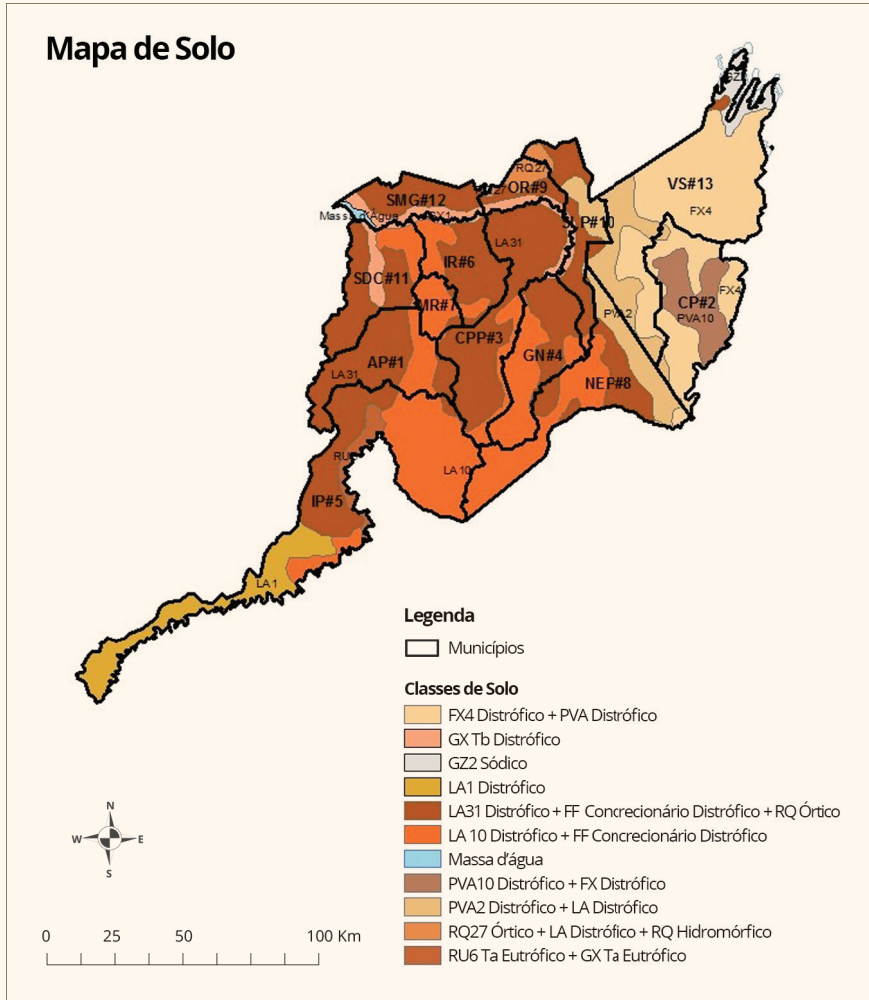 Mapa de Solo
GZ2
VS#13
FX4
RQ27
OR#9
SMG#12
Massa d'Água
GX1
SLP#10
LA 31
IR#6
SDC#11
FX4
CP#2
PVA10
MR#7
PVA2
CPP#3
GN#4
AP#1
LA 31
NEP#8
RU6
LA 10
IP#5
LA 1
Legenda
Municípios
Classes de Solo
FX4 Distrófico + PVA Distrófico
GX Tb Distrófico
GZ2 Sódico
LA1 Distrófico
LA31 Distrófico + FF Concrecionário Distrófico + RQ Órtico
LA 10 Distrófico + FF Concrecionário Distrófico
Massa d'água
PVA10 Distrófico + FX Distrófico
PVA2 Distrófico + LA Distrófico
RQ27 Órtico + LA Distrófico + RQ Hidromórfico
RU6 Ta Eutrófico + GX Ta Eutrófico
N
W E
S
0 25 50 100 Km